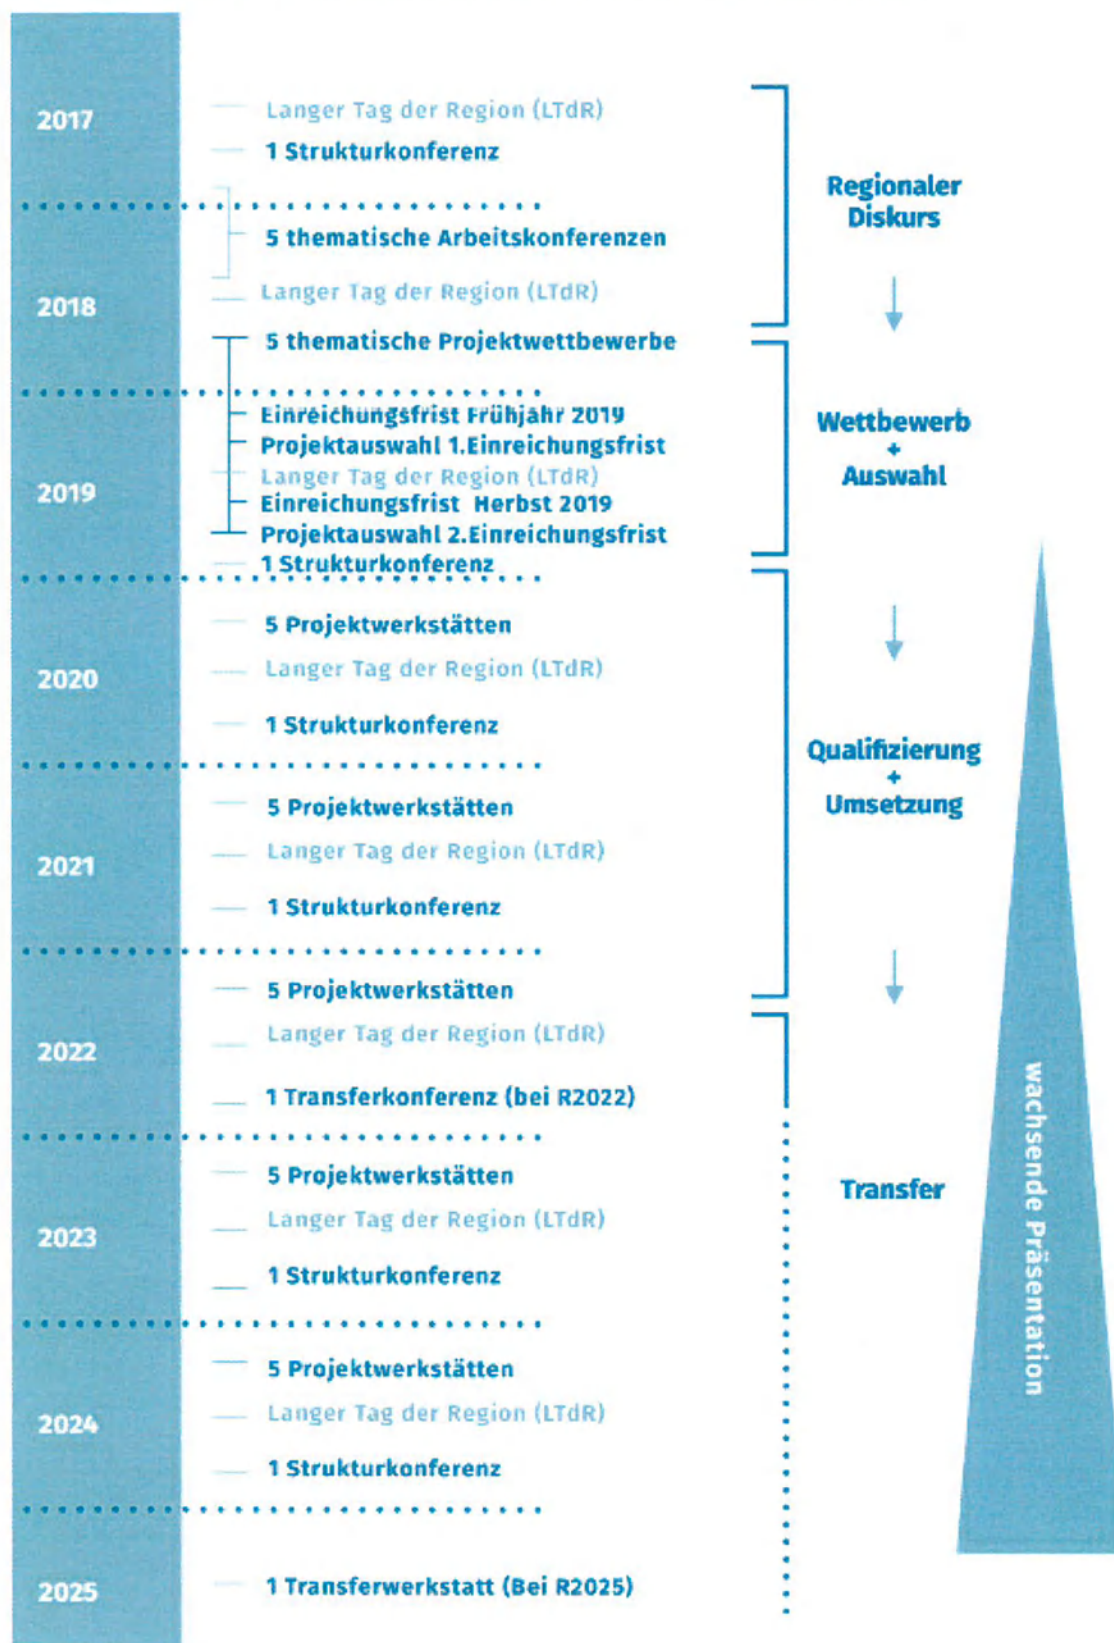 2017
Langer Tag der Region (LTdR)
1 Strukturkonferenz
Regionaler
Diskurs
5 thematische Arbeitskonferenzen
2018
Langer Tag der Region (LTdR)
5 thematische Projektwettbewerbe
Einreichungsfrist Frühjahr 2019
Projektauswahl 1.Einreichungsfrist
Wettbewerb
+
Auswahl
2019
Langer Tag der Region (LTdR)
Einreichungsfrist Herbst 2019
Projektauswahl 2.Einreichungsfrist
1 Strukturkonferenz
5 Projektwerkstätten
2020
Langer Tag der Region (LTdR)
1 Strukturkonferenz
Qualifizierung
+
Umsetzung
5 Projektwerkstätten
2021
Langer Tag der Region (LTdR)
1 Strukturkonferenz
5 Projektwerkstätten
2022
Langer Tag der Region (LTdR)
1 Transferkonferenz (bei R2022)
5 Projektwerkstätten
Transfer
2023
Langer Tag der Region (LTdR)
1 Strukturkonferenz
wachsende Präsentation
5 Projektwerkstätten
2024
Langer Tag der Region (LTdR)
1 Strukturkonferenz
2025
1 Transferwerkstatt (Bei R2025)